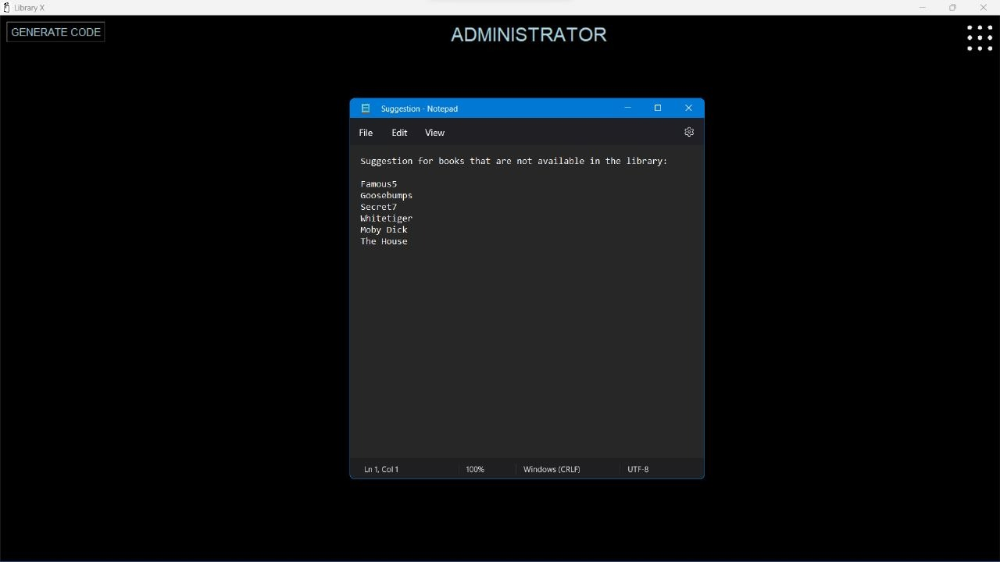 Library X
GENERATE CODE
ADMINISTRATOR
Suggestion - Notepad
File Edit View
Suggestion for books that are not available in the library:
Famous5
Goosebumps
Secret7
Whitetiger
Moby Dick
The House
Ln 1, Col 1 100% Windows (CRLF) UTF-8